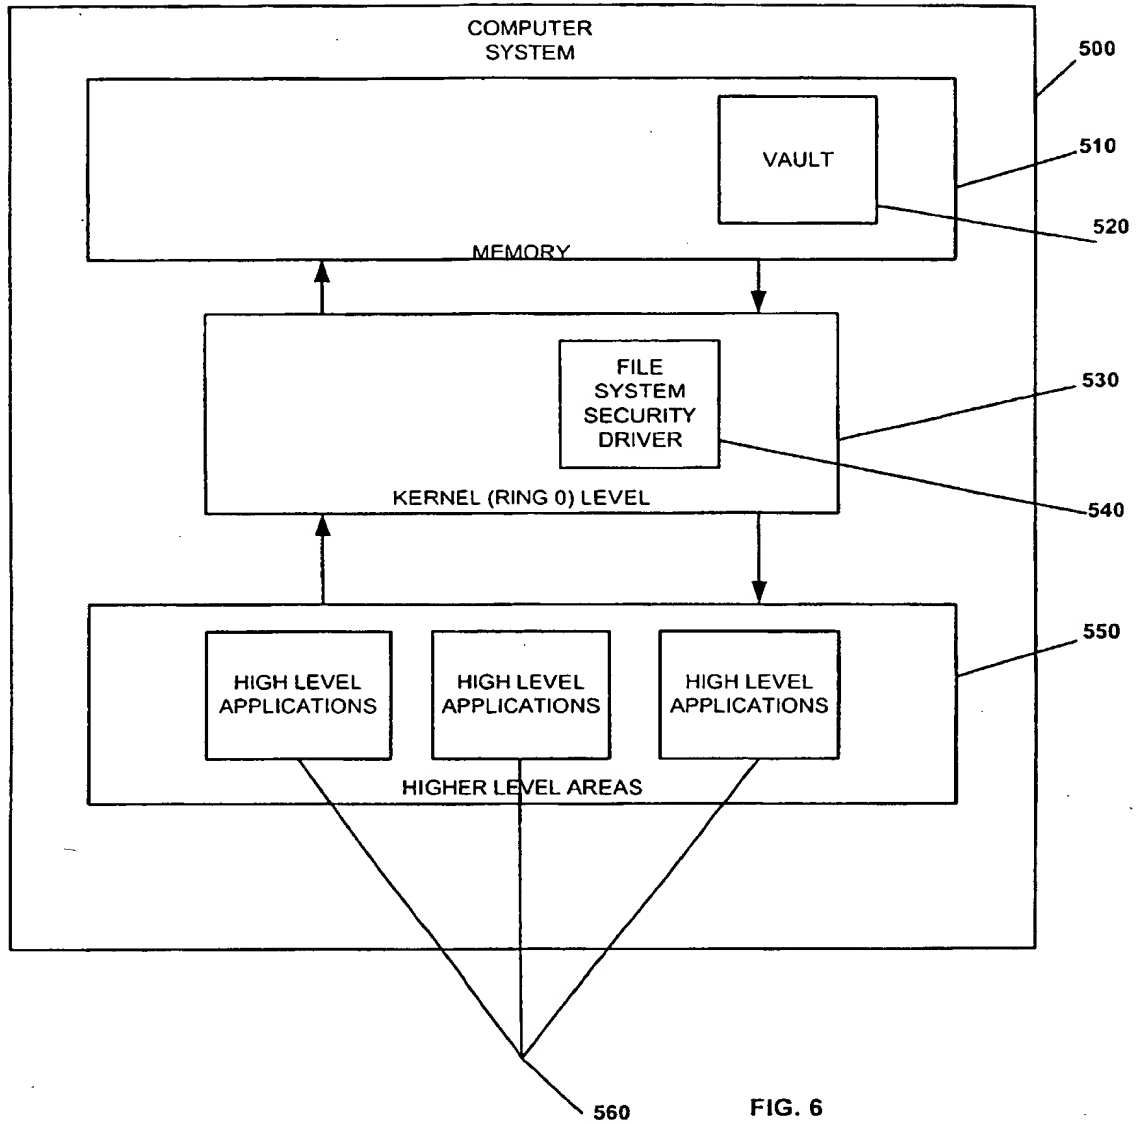 COMPUTER
SYSTEM
500
510
VAULT
520
MEMORY
FILE
SYSTEM
SECURITY
DRIVER
530
KERNEL (RING 0) LEVEL
540
550
HIGH LEVEL
APPLICATIONS
HIGH LEVEL
APPLICATIONS
HIGH LEVEL
APPLICATIONS
HIGHER LEVEL AREAS
560
FIG. 6